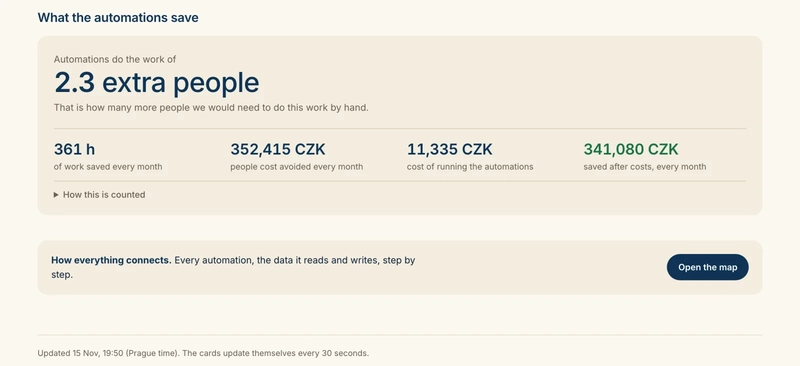 What the automations save
Automations do the work of
2.3 extra people
That is how many more people we would need to do this work by hand.
361 h
of work saved every month
352,415 CZK
people cost avoided every month
11,335 CZK
cost of running the automations
341,080 CZK
saved after costs, every month
▶ How this is counted
How everything connects. Every automation, the data it reads and writes, step by
step.
Open the map
Updated 15 Nov, 19:50 (Prague time). The cards update themselves every 30 seconds.